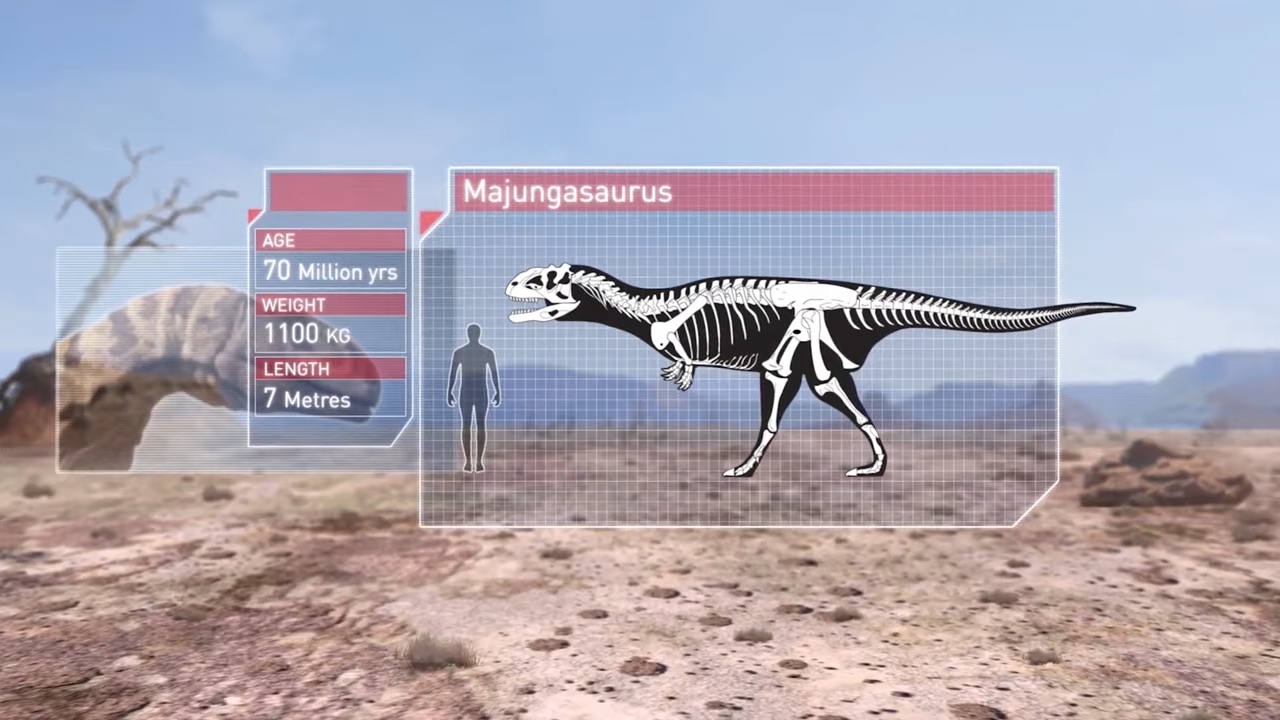 Majungasaurus
AGE
70 Million yrs
WEIGHT
1100 KG
LENGTH
7 Metres